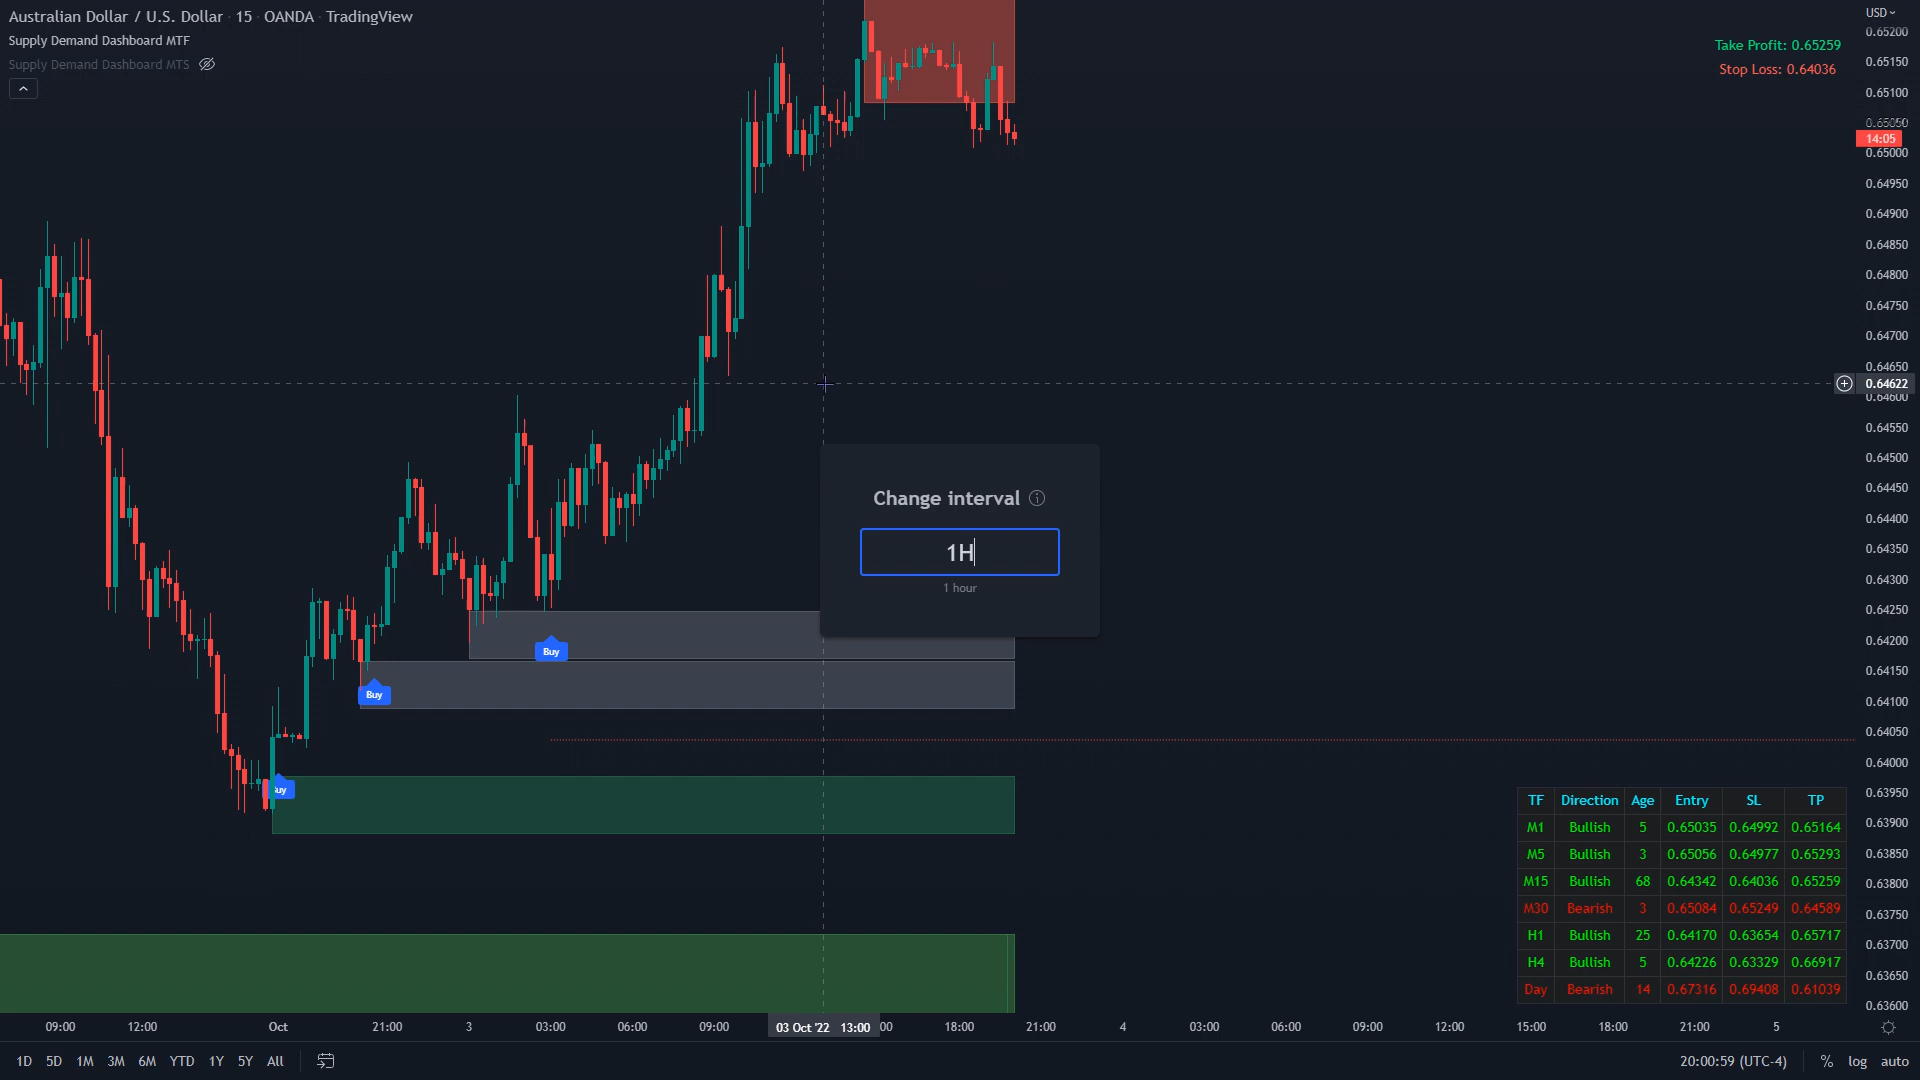 Australian Dollar / U.S. Dollar · 15 · OANDA · TradingView
Supply Demand Dashboard MTF
Supply Demand Dashboard MTS
USD
Take Profit: 0.65259
Stop Loss: 0.64036
0.65200
0.65150
0.65100
0.65050
14:05
0.65000
0.64950
0.64900
0.64850
0.64800
0.64750
0.64700
0.64650
0.64622
0.64600
0.64550
0.64500
0.64450
0.64400
0.64350
0.64300
0.64250
0.64200
0.64150
0.64100
0.64050
0.64000
0.63950
0.63900
0.63850
0.63800
0.63750
0.63700
0.63650
0.63600
Change interval
1H
1 hour
Buy
Buy
Buy
TF Direction Age Entry SL TP
M1 Bullish 5 0.65035 0.64992 0.65164
M5 Bullish 3 0.65056 0.64977 0.65293
M15 Bullish 68 0.64342 0.64036 0.65259
M30 Bearish 3 0.65084 0.65249 0.64589
H1 Bullish 25 0.64170 0.63654 0.65717
H4 Bullish 5 0.64226 0.63329 0.66917
Day Bearish 14 0.67316 0.69408 0.61039
09:00 12:00 Oct 21:00 3 03:00 06:00 09:00 03 Oct '22 13:00 :00 18:00 21:00 4 03:00 06:00 09:00 12:00 15:00 18:00 21:00 5
1D 5D 1M 3M 6M YTD 1Y 5Y All 20:00:59 (UTC-4) % log auto